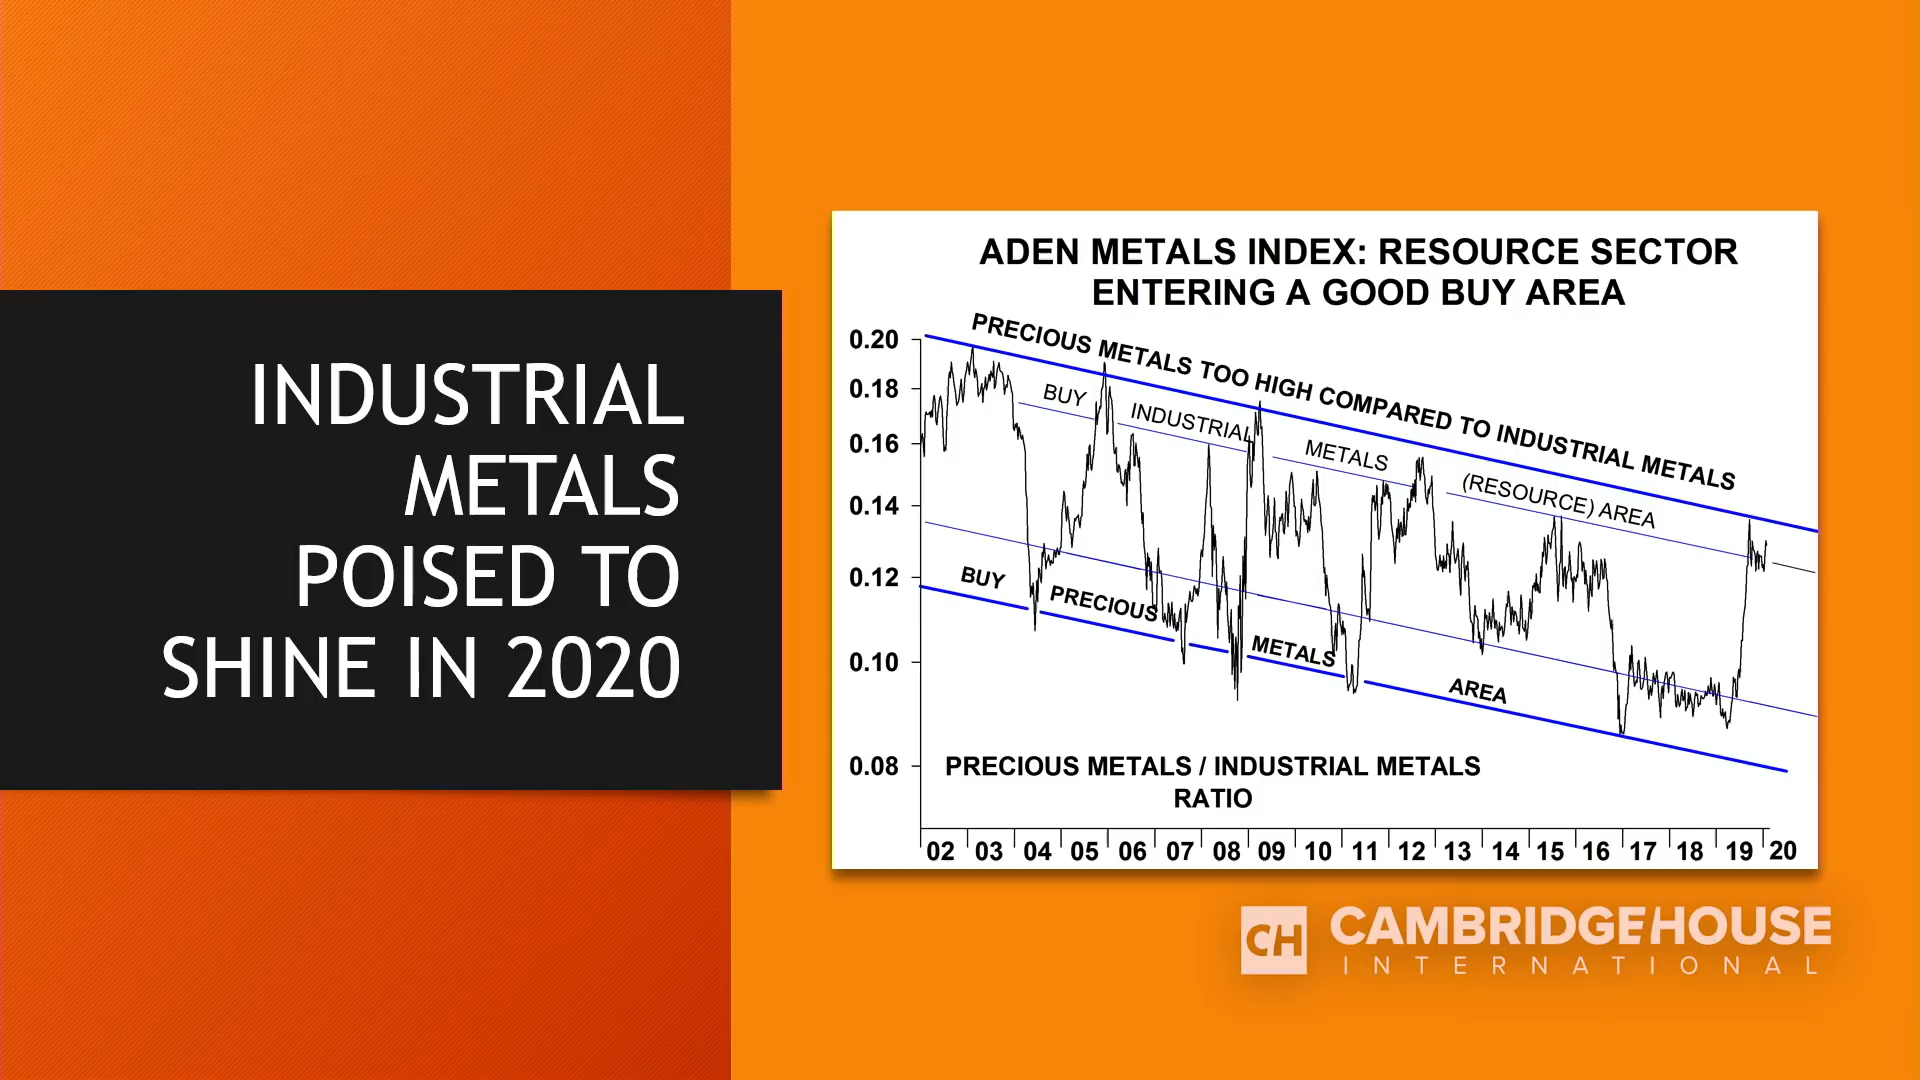 INDUSTRIAL
METALS
POISED TO
SHINE IN 2020
ADEN METALS INDEX: RESOURCE SECTOR
ENTERING A GOOD BUY AREA
PRECIOUS METALS TOO HIGH COMPARED TO INDUSTRIAL METALS
BUY INDUSTRIAL METALS (RESOURCE) AREA
BUY PRECIOUS METALS AREA
0.20
0.18
0.16
0.14
0.12
0.10
0.08
PRECIOUS METALS / INDUSTRIAL METALS
RATIO
02 03 04 05 06 07 08 09 10 11 12 13 14 15 16 17 18 19 20
CH CAMBRIDGEHOUSE
INTERNATIONAL